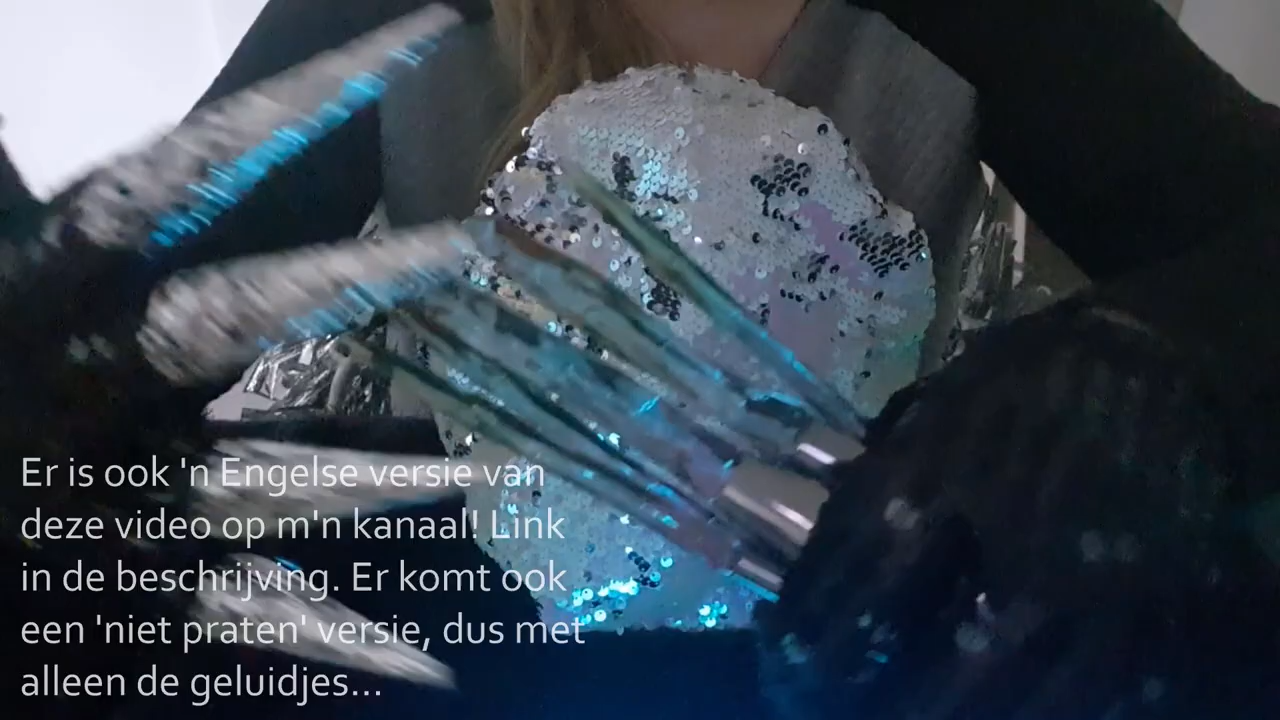 Er is ook 'n Engelse versie van
deze video op m'n kanaal! Link
in de beschrijving. Er komt ook
een 'niet praten' versie, dus met
alleen de geluidjes...